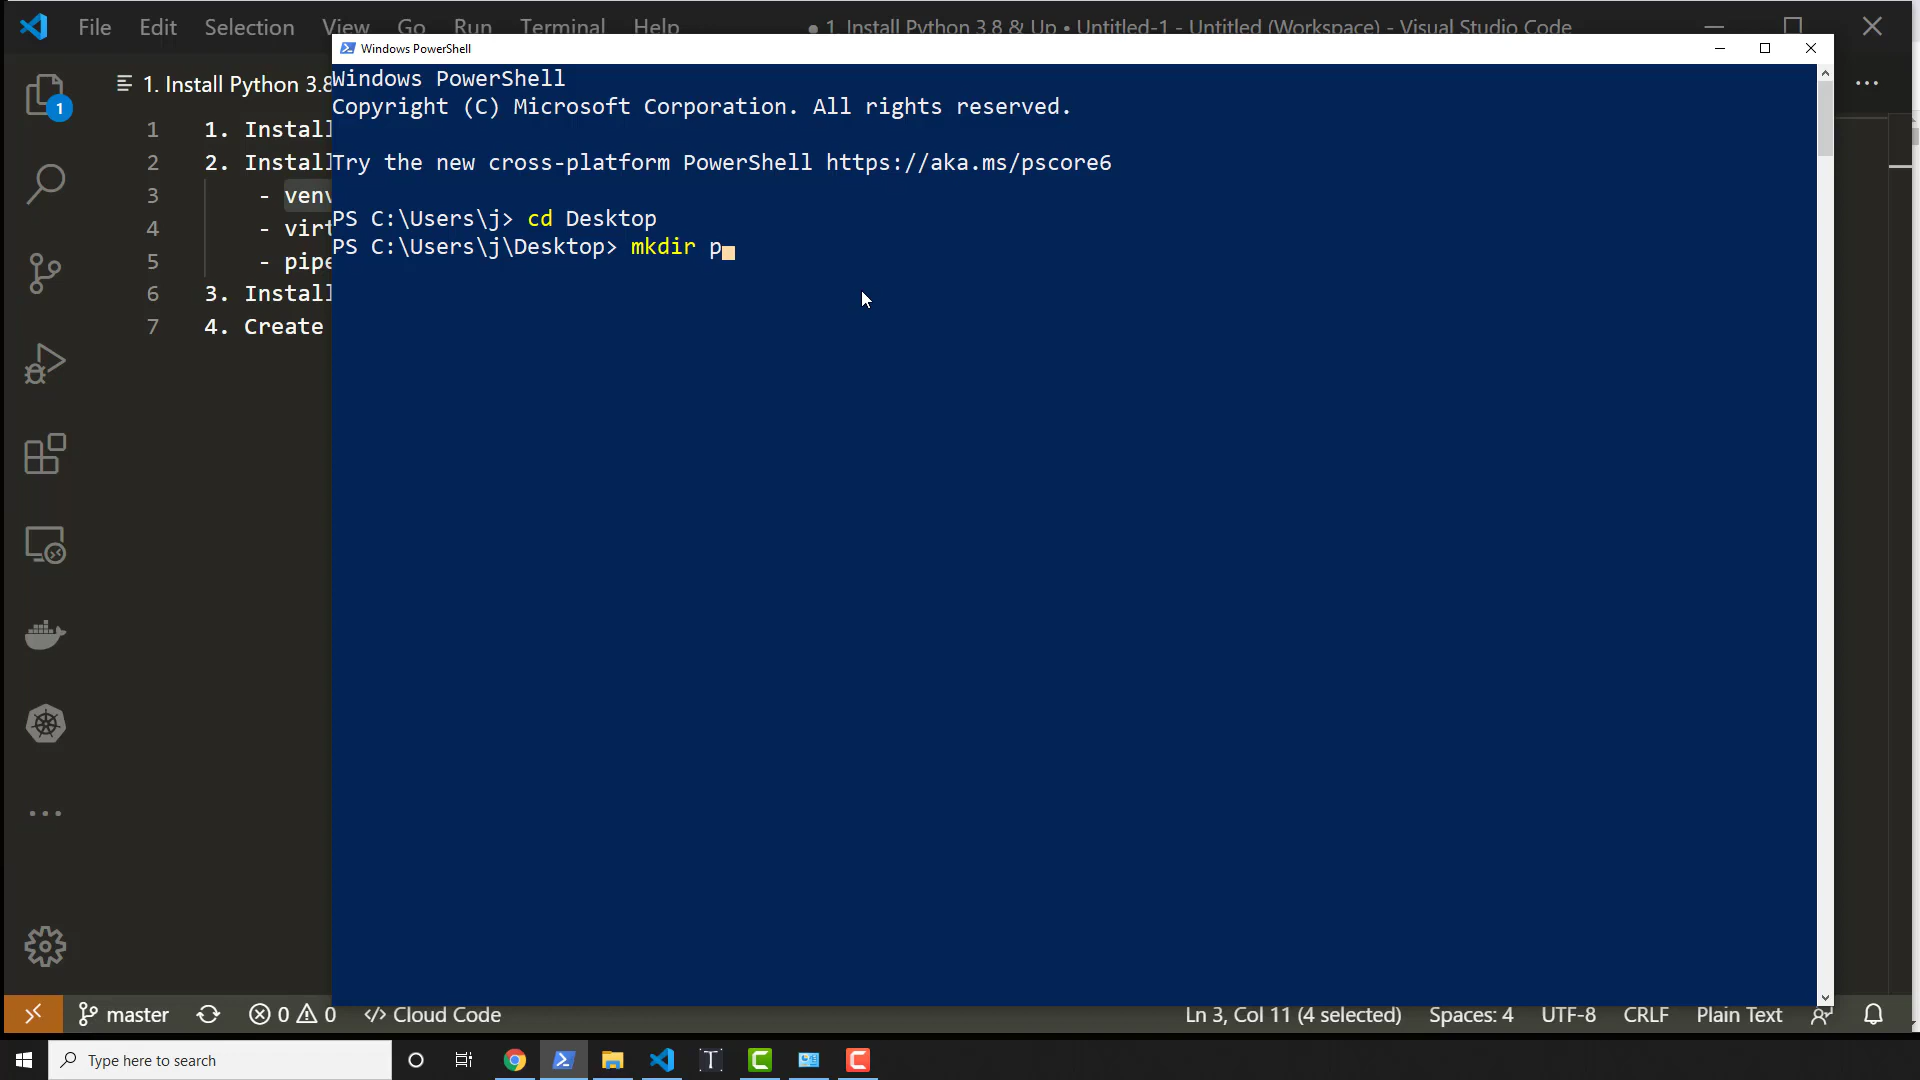 File Edit Selection View Go Run Terminal Help
● 1. Install Python 3.8 & Up • Untitled-1 - Untitled (Workspace) - Visual Studio Code
Windows PowerShell
1. Install Python 3.8
1
1 1. Install
2 2. Install
3 - venv
4 - virt
5 - pipe
6 3. Install
7 4. Create
Windows PowerShell
Copyright (C) Microsoft Corporation. All rights reserved.
Try the new cross-platform PowerShell https://aka.ms/pscore6
PS C:\Users\j> cd Desktop
PS C:\Users\j\Desktop> mkdir p
master 0 0 Cloud Code Ln 3, Col 11 (4 selected) Spaces: 4 UTF-8 CRLF Plain Text
Type here to search